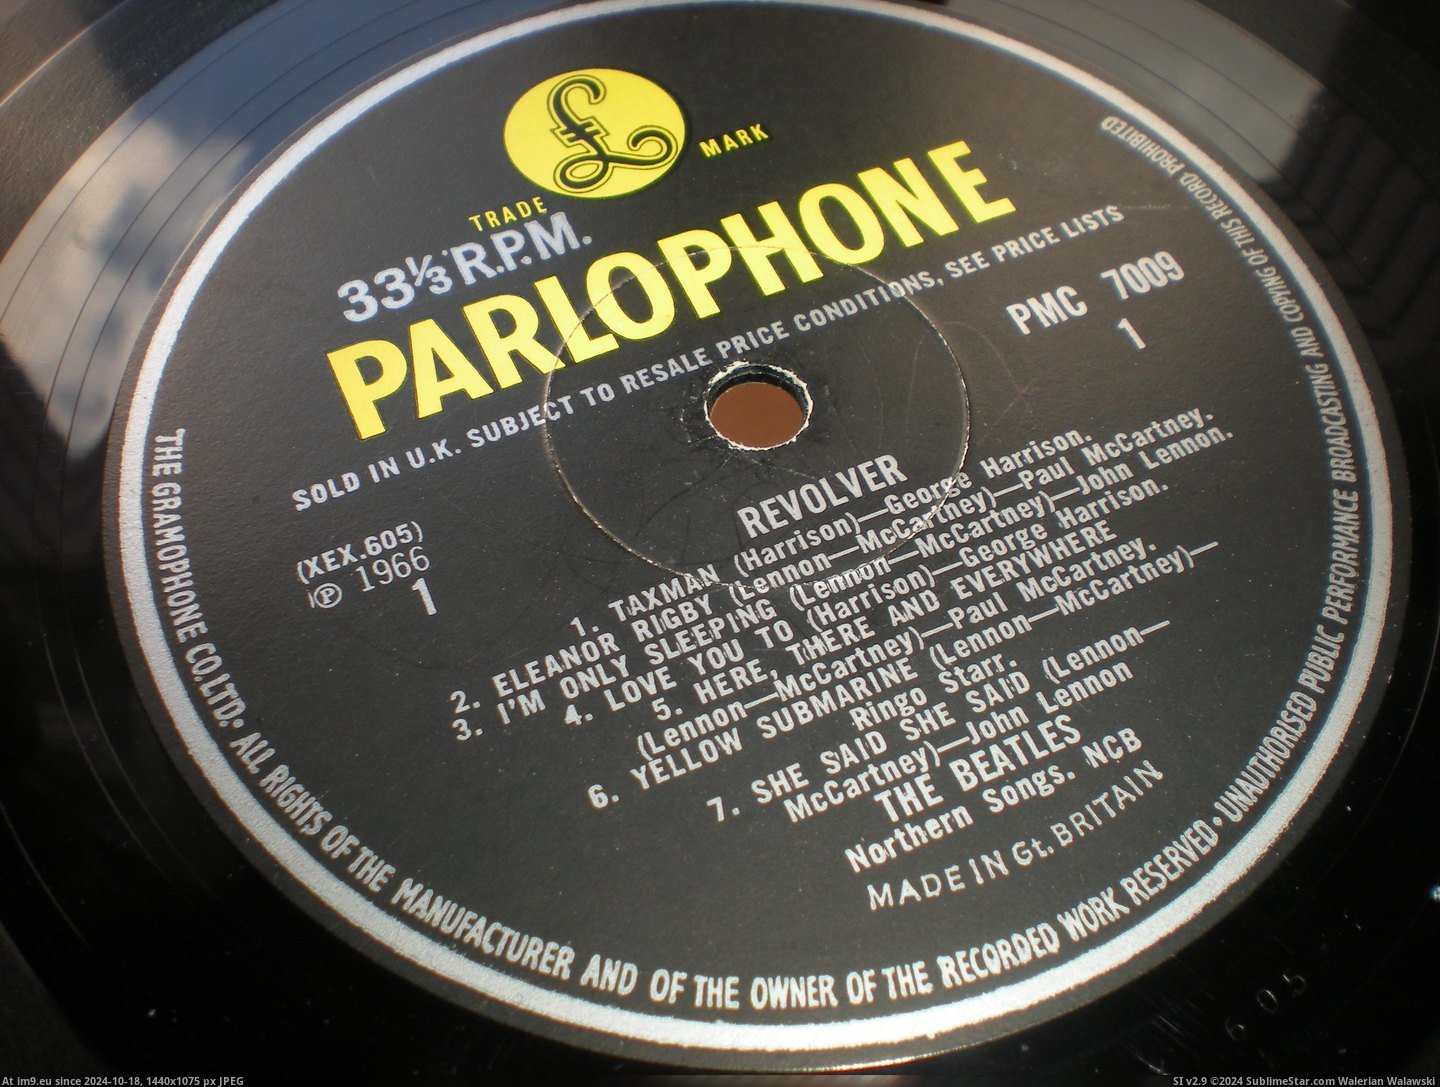 TRADE MARK
33⅓ R.P.M.
PARLOPHONE
SOLD IN U.K. SUBJECT TO RESALE PRICE CONDITIONS, SEE PRICE LISTS
PMC 7009
1
(XEX.605)
℗ 1966
1
REVOLVER
1. TAXMAN (Harrison)—George Harrison.
2. ELEANOR RIGBY (Lennon—McCartney)—Paul McCartney.
3. I'M ONLY SLEEPING (Lennon—McCartney)—John Lennon.
4. LOVE YOU TO (Harrison)—George Harrison.
5. HERE, THERE AND EVERYWHERE
(Lennon—McCartney)—Paul McCartney.
6. YELLOW SUBMARINE (Lennon—McCartney)—
Ringo Starr.
7. SHE SAID SHE SAID (Lennon—
McCartney)—John Lennon
THE BEATLES
Northern Songs. NCB
MADE IN Gt. BRITAIN
THE GRAMOPHONE CO. LTD. • ALL RIGHTS OF THE MANUFACTURER AND OF THE OWNER OF THE RECORDED WORK RESERVED • UNAUTHORISED PUBLIC PERFORMANCE BROADCASTING AND COPYING OF THIS RECORD PROHIBITED
605
At im9.eu since 2024-10-18, 1440x1075 px JPEG
SI v2.9 ©2024 SublimeStar.com Walerian Walawski